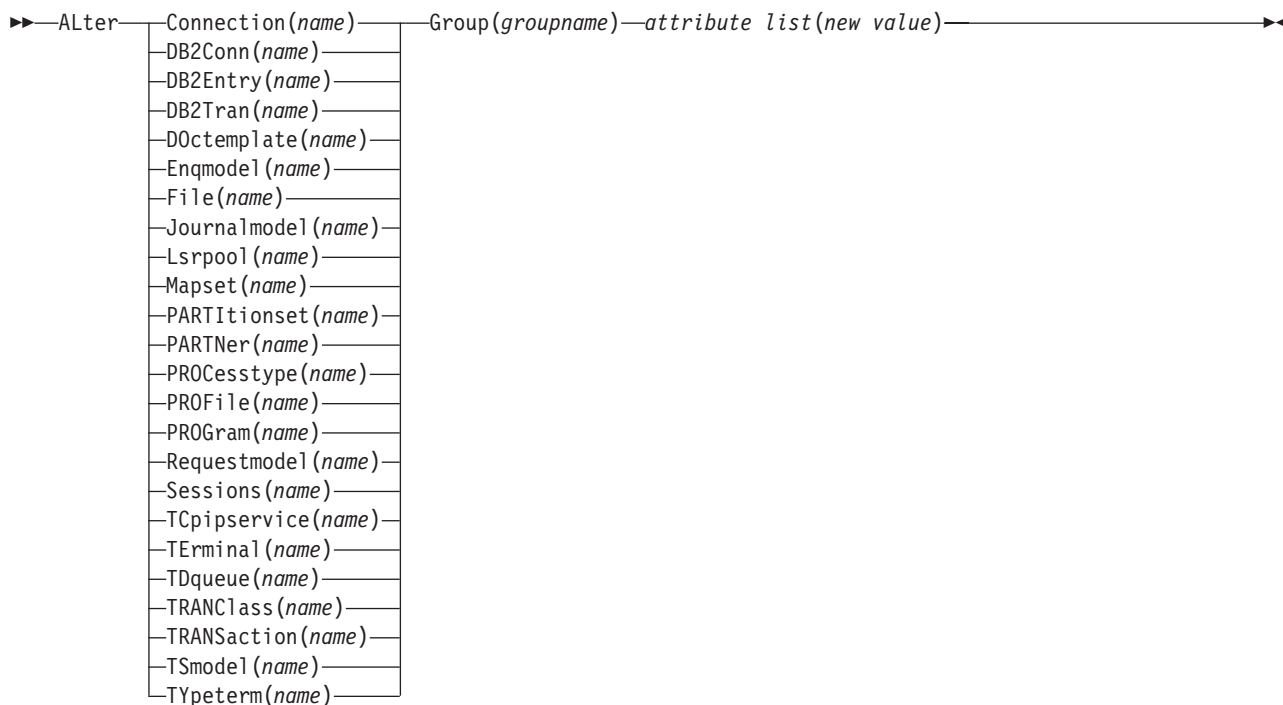 ALter Connection(name) Group(groupname) attribute list(new value)
DB2Conn(name)
DB2Entry(name)
DB2Tran(name)
DOctemplate(name)
Enqmodel(name)
File(name)
Journalmodel(name)
Lsrpool(name)
Mapset(name)
PARTItionset(name)
PARTNer(name)
PROCesstype(name)
PROFile(name)
PROGram(name)
Requestmodel(name)
Sessions(name)
TCpipservice(name)
TErminal(name)
TDqueue(name)
TRANClass(name)
TRANSaction(name)
TSmodel(name)
TYpeterm(name)